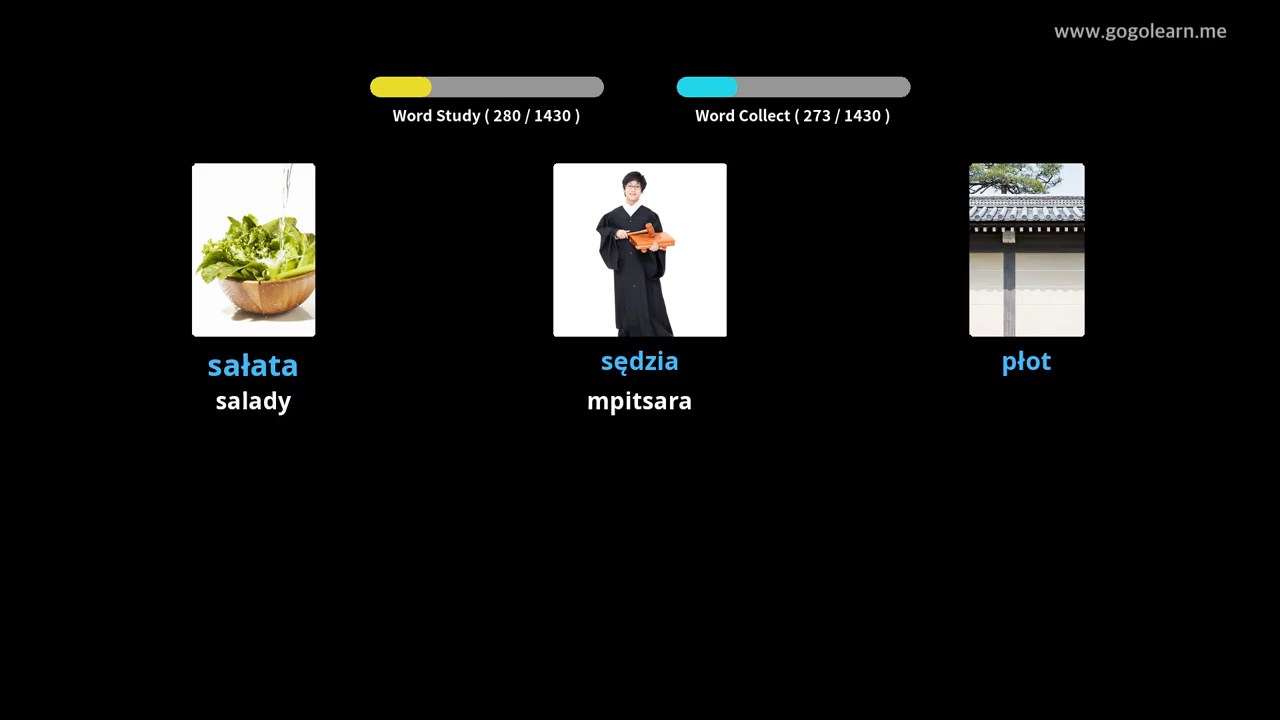 www.gogolearn.me
Word Study ( 280 / 1430 )
Word Collect ( 273 / 1430 )
sałata
salady
sędzia
mpitsara
płot